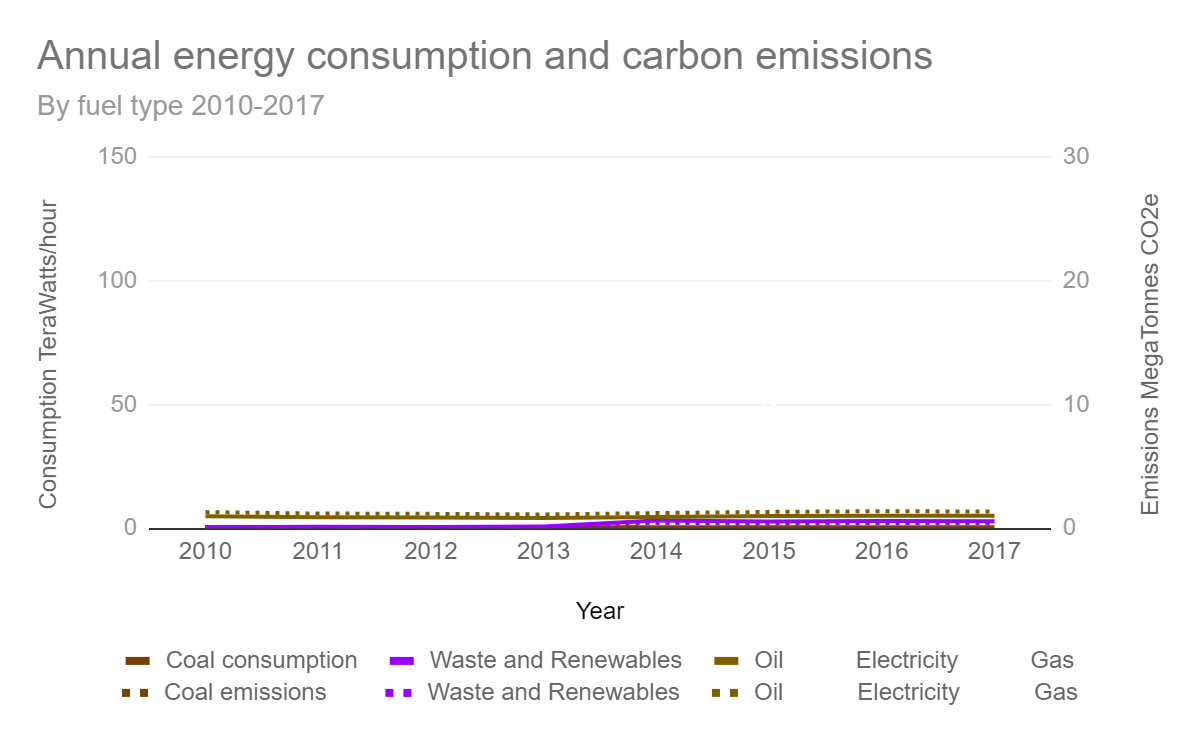 Annual energy consumption and carbon emissions
By fuel type 2010-2017
150
30
100
20
50
10
0
0
Consumption TeraWatts/hour
Emissions MegaTonnes CO2e
2010 2011 2012 2013 2014 2015 2016 2017
Year
Coal consumption Waste and Renewables Oil Electricity Gas
Coal emissions Waste and Renewables Oil Electricity Gas